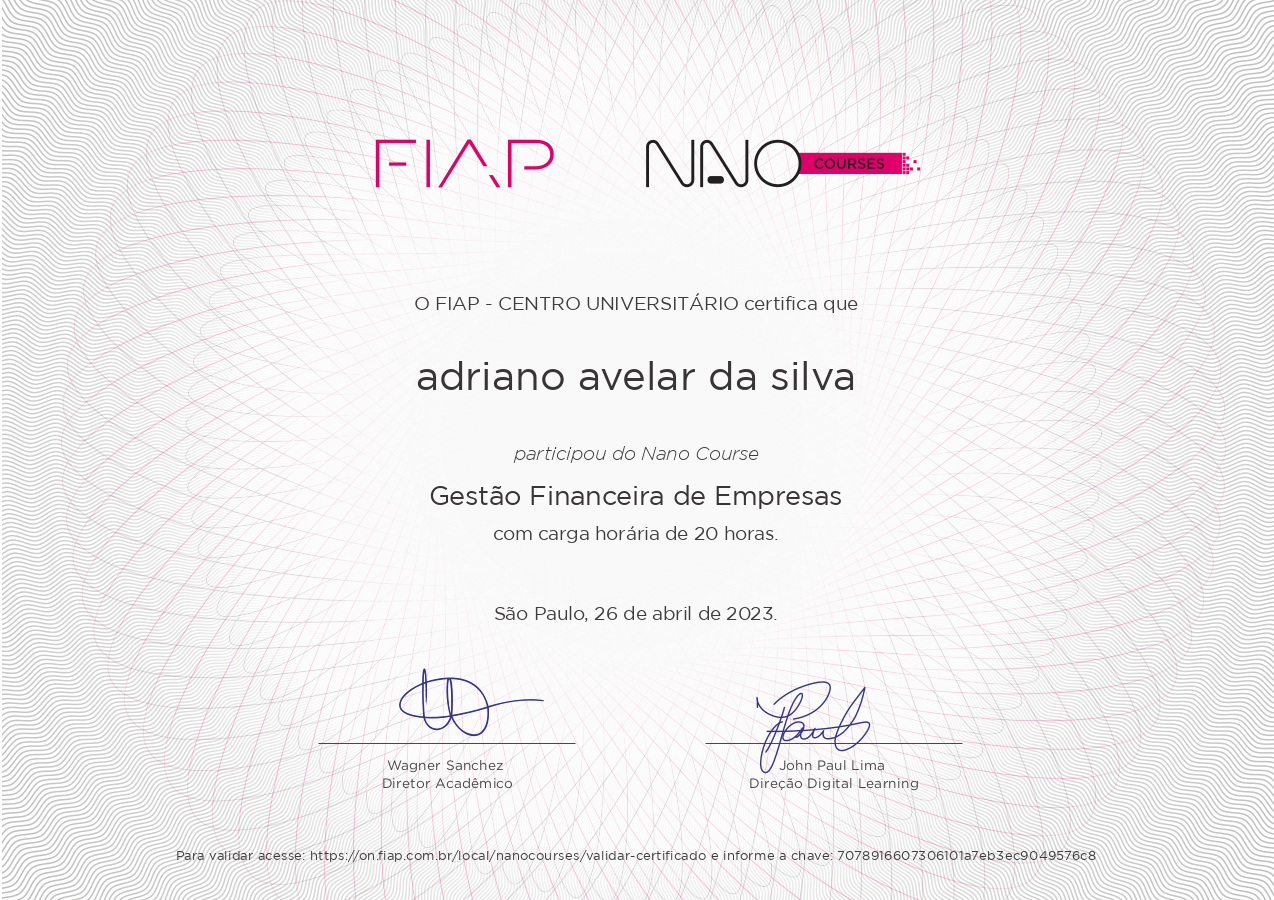 FIAP NANO COURSES
O FIAP - CENTRO UNIVERSITÁRIO certifica que
adriano avelar da silva
participou do Nano Course
Gestão Financeira de Empresas
com carga horária de 20 horas.
São Paulo, 26 de abril de 2023.
Wagner Sanchez
Diretor Acadêmico
John Paul Lima
Direção Digital Learning
Para validar acesse: https://on.fiap.com.br/local/nanocourses/validar-certificado e informe a chave: 7078916607306101a7eb3ec9049576c8